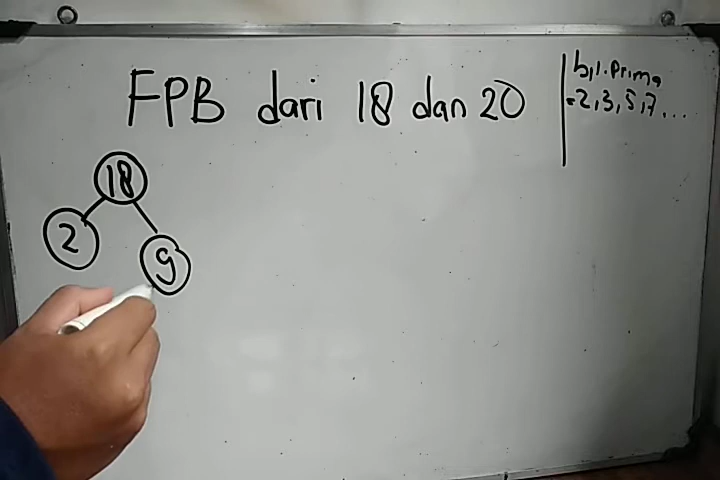 FPB dari 18 dan 20
bil. prima
= 2, 3, 5, 7 ...
18
2
9